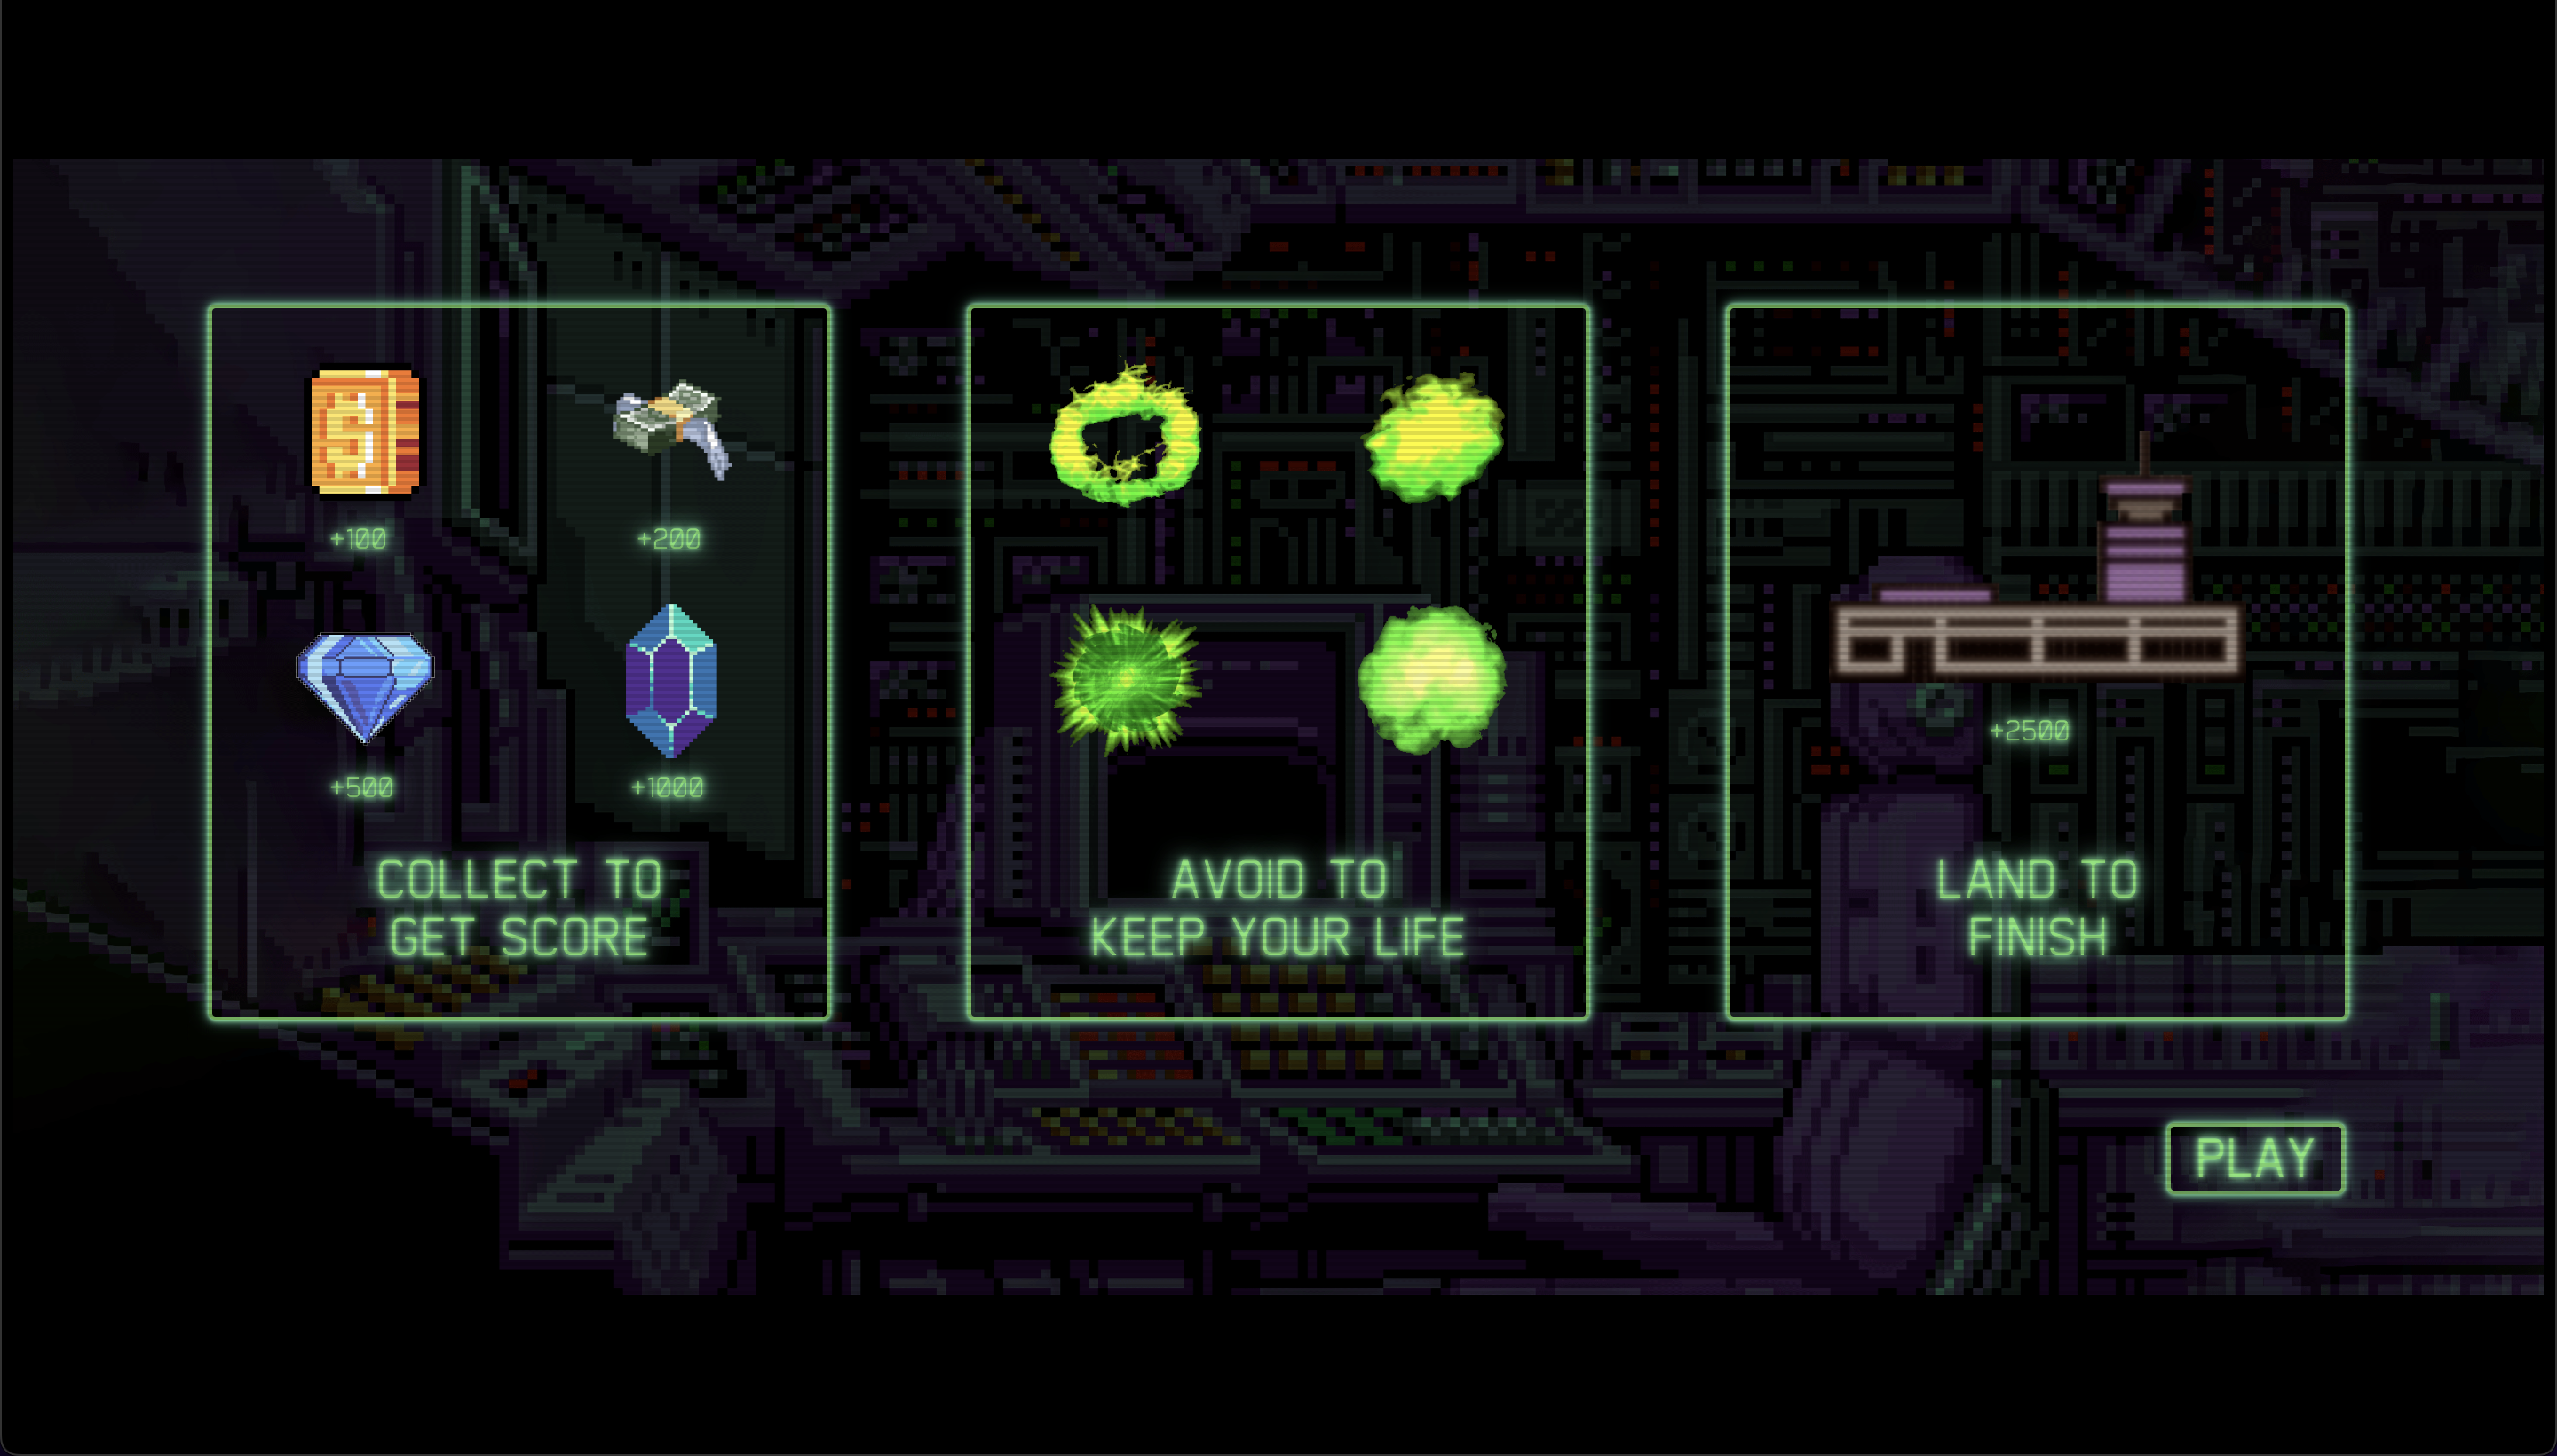 +100
+200
+500
+1000
COLLECT TO
GET SCORE
AVOID TO
KEEP YOUR LIFE
+2500
LAND TO
FINISH
PLAY